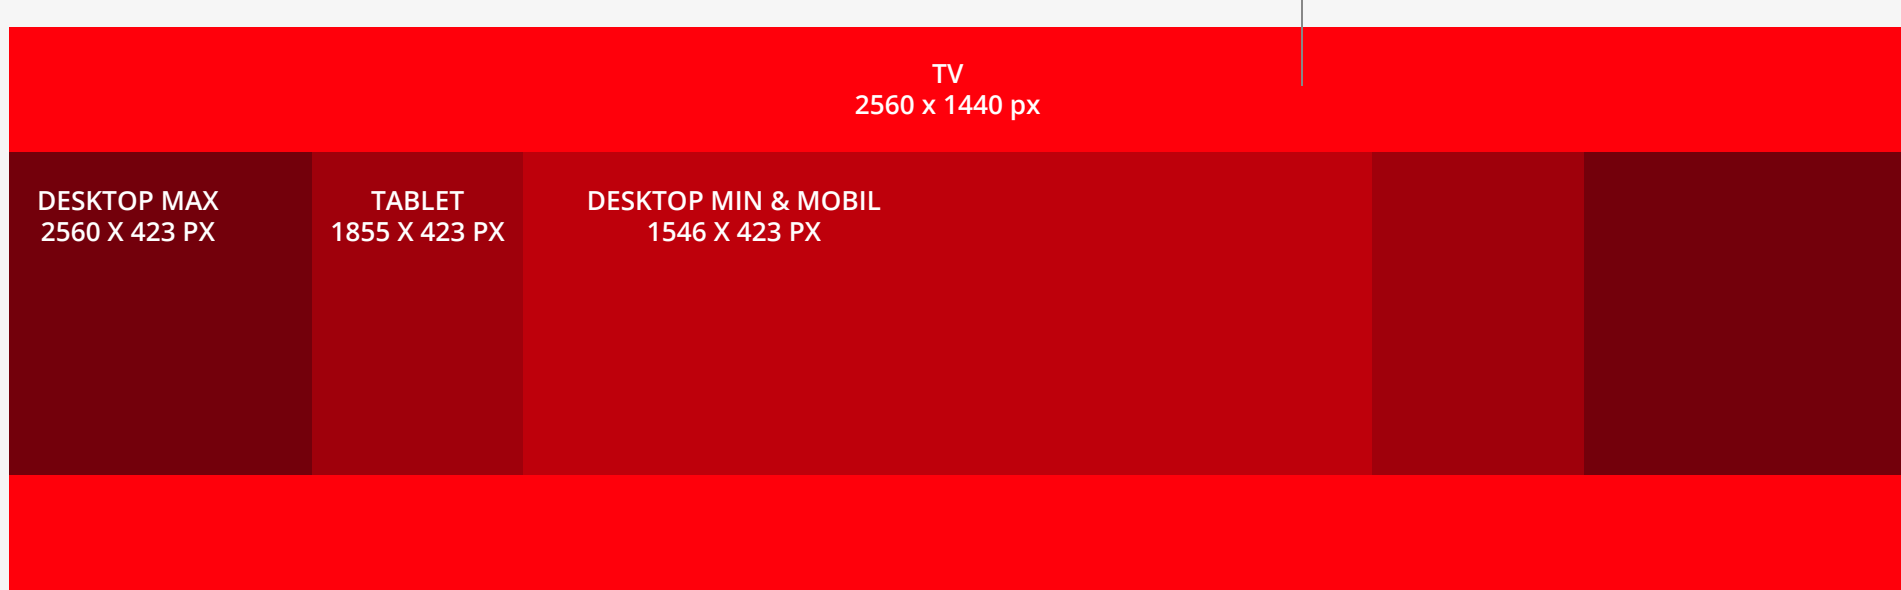 TV
2560 x 1440 px
DESKTOP MAX
2560 X 423 PX
TABLET
1855 X 423 PX
DESKTOP MIN & MOBIL
1546 X 423 PX